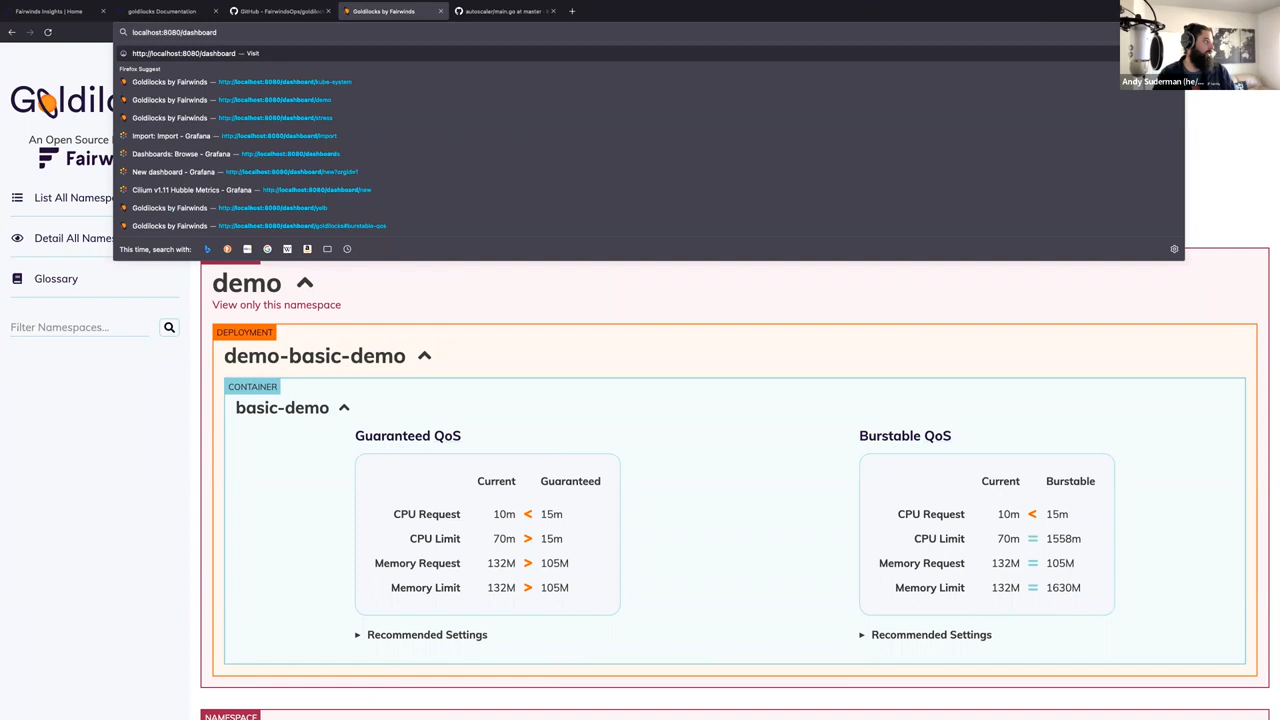 Fairwinds Insights | Home
goldilocks Documentation
GitHub - FairwindsOps/goldiloc
Goldilocks by Fairwinds
autoscaler/main.go at master ·
localhost:8080/dashboard
http://localhost:8080/dashboard — Visit
Firefox Suggest
Goldilocks by Fairwinds — http://localhost:8080/dashboard/kube-system
Goldilocks by Fairwinds — http://localhost:8080/dashboard/demo
Goldilocks by Fairwinds — http://localhost:8080/dashboard/stress
Import: Import - Grafana — http://localhost:8080/dashboard/import
Dashboards: Browse - Grafana — http://localhost:8080/dashboards
New dashboard - Grafana — http://localhost:8080/dashboard/new?orgId=1
Cilium v1.11 Hubble Metrics - Grafana — http://localhost:8080/dashboard/new
Goldilocks by Fairwinds — http://localhost:8080/dashboard/yelb
Goldilocks by Fairwinds — http://localhost:8080/dashboard/goldilocks#burstable-qos
This time, search with:
Andy Suderman (he/...
Goldilo
An Open Source
Fairw
List All Namesp
Detail All Name
Glossary
Filter Namespaces...
demo
View only this namespace
DEPLOYMENT
demo-basic-demo
CONTAINER
basic-demo
Guaranteed QoS
Current Guaranteed
CPU Request 10m < 15m
CPU Limit 70m > 15m
Memory Request 132M > 105M
Memory Limit 132M > 105M
Recommended Settings
Burstable QoS
Current Burstable
CPU Request 10m < 15m
CPU Limit 70m = 1558m
Memory Request 132M = 105M
Memory Limit 132M = 1630M
Recommended Settings
NAMESPACE